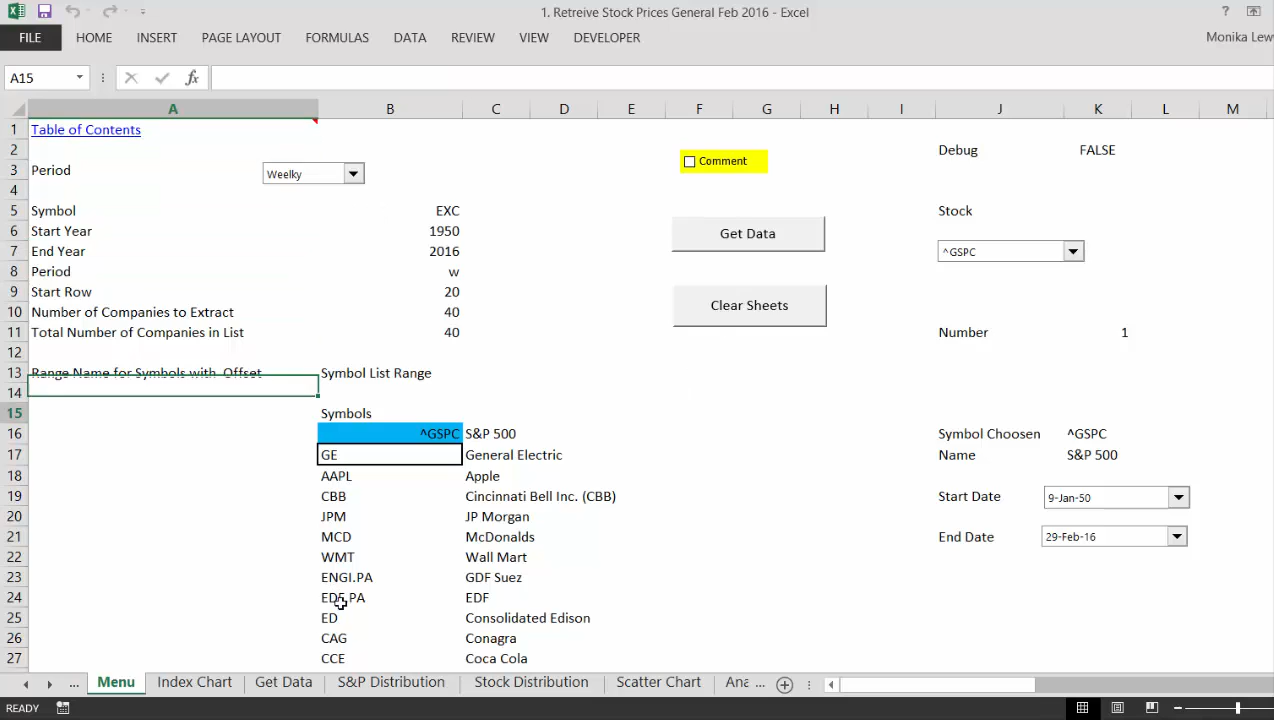 1. Retreive Stock Prices General Feb 2016 - Excel
?
FILE HOME INSERT PAGE LAYOUT FORMULAS DATA REVIEW VIEW DEVELOPER Monika Lew
A15 fx
A B C D E F G H I J K L M
1 Table of Contents
2 Debug FALSE
3 Period Weelky Comment
4
5 Symbol EXC Stock
6 Start Year 1950 Get Data
7 End Year 2016 ^GSPC
8 Period w
9 Start Row 20 Clear Sheets
10 Number of Companies to Extract 40
11 Total Number of Companies in List 40 Number 1
12
13 Range Name for Symbols with Offset Symbol List Range
14
15 Symbols
16 ^GSPC S&P 500 Symbol Choosen ^GSPC
17 GE General Electric Name S&P 500
18 AAPL Apple
19 CBB Cincinnati Bell Inc. (CBB) Start Date 9-Jan-50
20 JPM JP Morgan
21 MCD McDonalds End Date 29-Feb-16
22 WMT Wall Mart
23 ENGI.PA GDF Suez
24 EDF.PA EDF
25 ED Consolidated Edison
26 CAG Conagra
27 CCE Coca Cola
... Menu Index Chart Get Data S&P Distribution Stock Distribution Scatter Chart Ana ...
READY